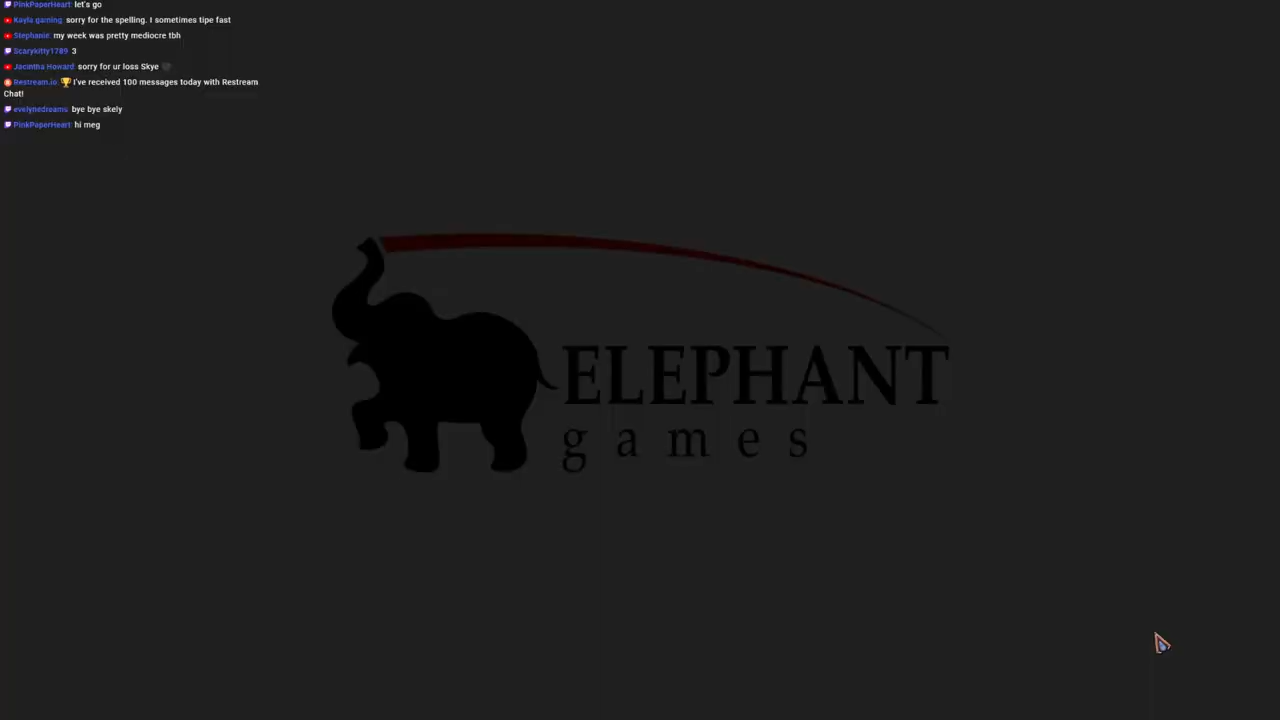 PinkPaperHeart: let's go
Kayla gaming: sorry for the spelling. I sometimes tipe fast
Stephanie: my week was pretty mediocre tbh
Scarykitty1789 3
Jacintha Howard: sorry for ur loss Skye 🖤
Restream.io: 🏆 I've received 100 messages today with Restream
Chat!
evelynedreams: bye bye skely
PinkPaperHeart: hi meg
ELEPHANT
games